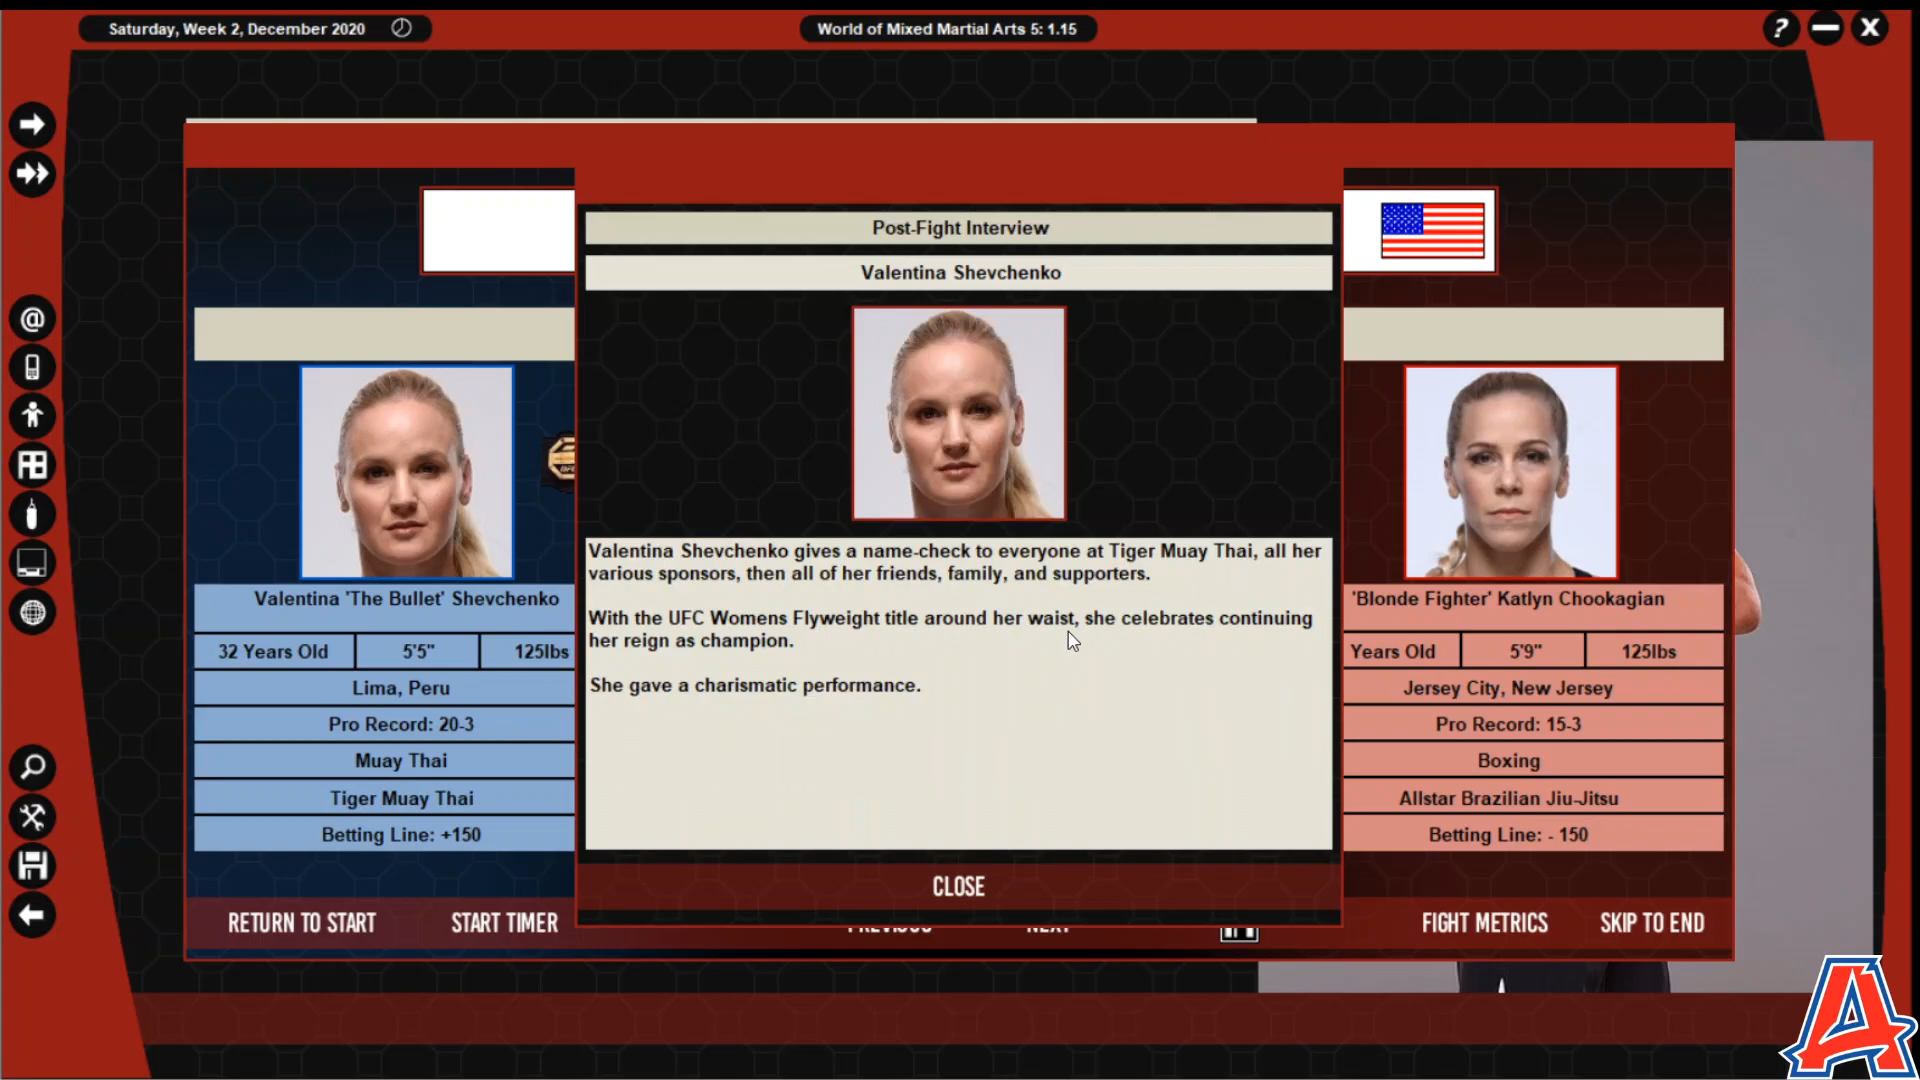 Saturday, Week 2, December 2020
World of Mixed Martial Arts 5: 1.15
?
X
Post-Fight Interview
Valentina Shevchenko
Valentina Shevchenko gives a name-check to everyone at Tiger Muay Thai, all her
various sponsors, then all of her friends, family, and supporters.
With the UFC Womens Flyweight title around her waist, she celebrates continuing
her reign as champion.
She gave a charismatic performance.
CLOSE
Valentina 'The Bullet' Shevchenko
32 Years Old
5'5"
125lbs
Lima, Peru
Pro Record: 20-3
Muay Thai
Tiger Muay Thai
Betting Line: +150
'Blonde Fighter' Katlyn Chookagian
Years Old
5'9"
125lbs
Jersey City, New Jersey
Pro Record: 15-3
Boxing
Allstar Brazilian Jiu-Jitsu
Betting Line: - 150
RETURN TO START
START TIMER
PREVIOUS
NEXT
FIGHT METRICS
SKIP TO END
@
A